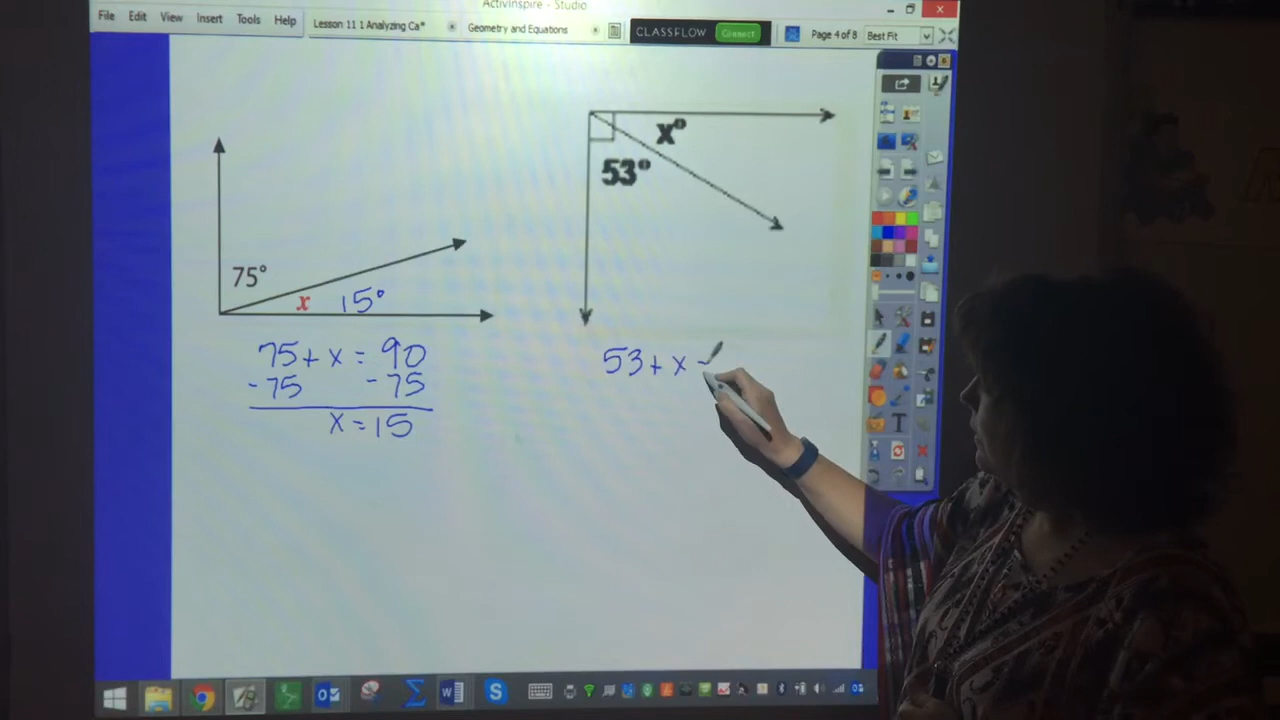 ActivInspire - Studio
File Edit View Insert Tools Help
Lesson 11 1 Analyzing Ca*
Geometry and Equations
CLASSFLOW Connect
Page 4 of 8
Best Fit
x°
53°
75°
x 15°
75 + x = 90
-75 -75
x = 15
53 + x -
T